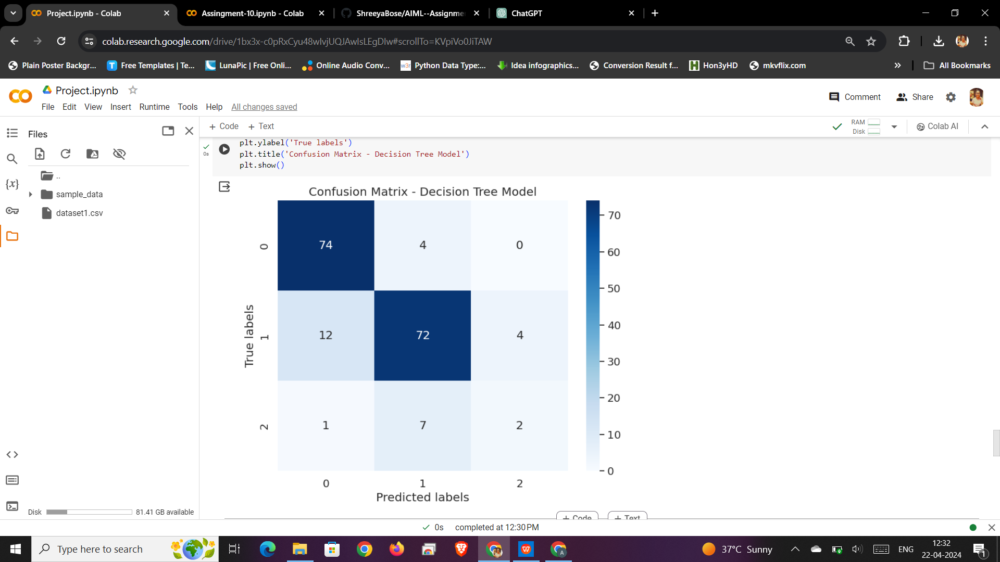 Project.ipynb - Colab
Assingment-10.ipynb - Colab
ShreeyaBose/AIML--Assignme
ChatGPT
colab.research.google.com/drive/1bx3x-c0pRxCyu48wIvjUQJAwIsLEgDIw#scrollTo=KVpiVo0JiTAW
Plain Poster Backgr...
Free Templates | Te...
LunaPic | Free Onli...
Online Audio Conv...
w3r
Python Data Type:...
Idea infographics...
Conversion Result f...
H
Hon3yHD
mkvflix.com
All Bookmarks
Project.ipynb
Comment
Share
File Edit View Insert Runtime Tools Help All changes saved
Files
+ Code + Text
RAM
Disk
Colab AI
..
sample_data
dataset1.csv
{x}
0s
plt.ylabel('True labels')
plt.title('Confusion Matrix - Decision Tree Model')
plt.show()
Confusion Matrix - Decision Tree Model
74 4 0
12 72 4
1 7 2
0
1
2
True labels
0 1 2
Predicted labels
70
60
50
40
30
20
10
0
Disk
81.41 GB available
+ Code + Text
0s completed at 12:30 PM
Type here to search
37°C Sunny
ENG
12:32
22-04-2024
1